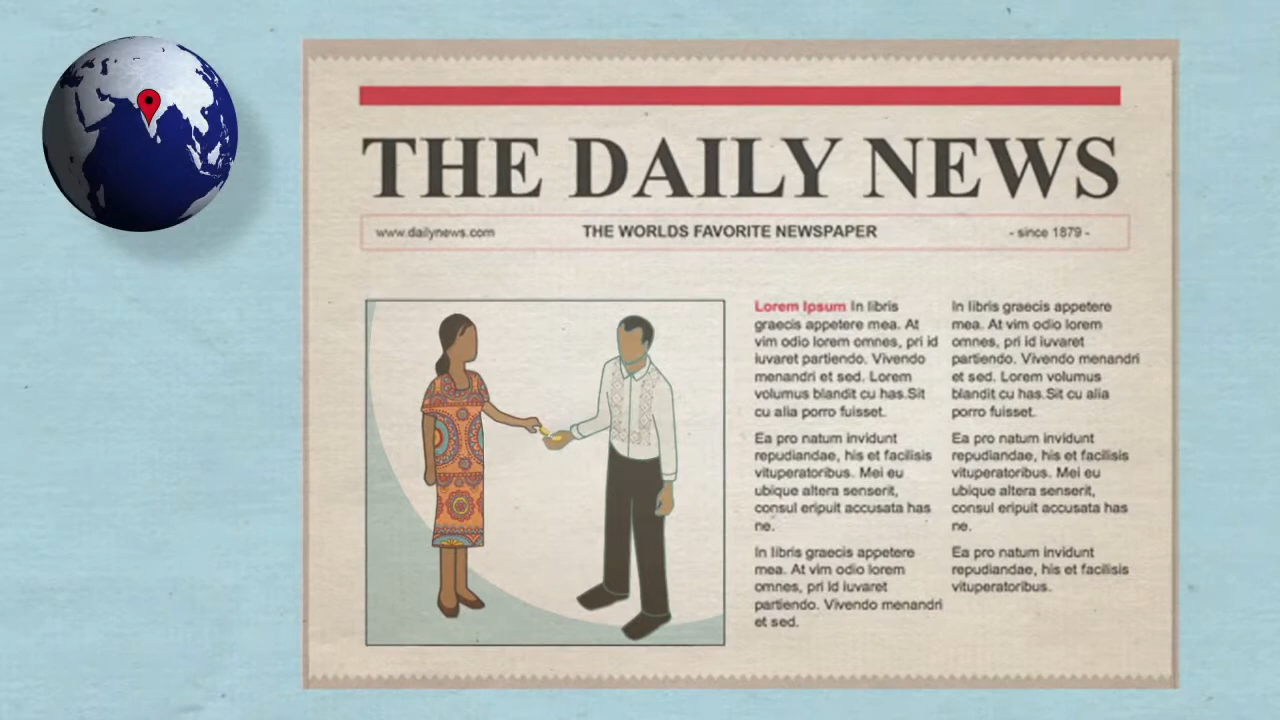 THE DAILY NEWS
www.dailynews.com THE WORLDS FAVORITE NEWSPAPER - since 1879 -
Lorem Ipsum In libris
graecis appetere mea. At
vim odio lorem omnes, pri id
iuvaret partiendo. Vivendo
menandri et sed. Lorem
volumus blandit cu has.Sit
cu alia porro fuisset.
Ea pro natum invidunt
repudiandae, his et facilisis
vituperatoribus. Mei eu
ubique altera senserit,
consul eripuit accusata has
ne.
In libris graecis appetere
mea. At vim odio lorem
omnes, pri id iuvaret
partiendo. Vivendo menandri
et sed.
In libris graecis appetere
mea. At vim odio lorem
omnes, pri id iuvaret
partiendo. Vivendo menandri
et sed. Lorem volumus
blandit cu has.Sit cu alia
porro fuisset.
Ea pro natum invidunt
repudiandae, his et facilisis
vituperatoribus. Mei eu
ubique altera senserit,
consul eripuit accusata has
ne.
Ea pro natum invidunt
repudiandae, his et facilisis
vituperatoribus.